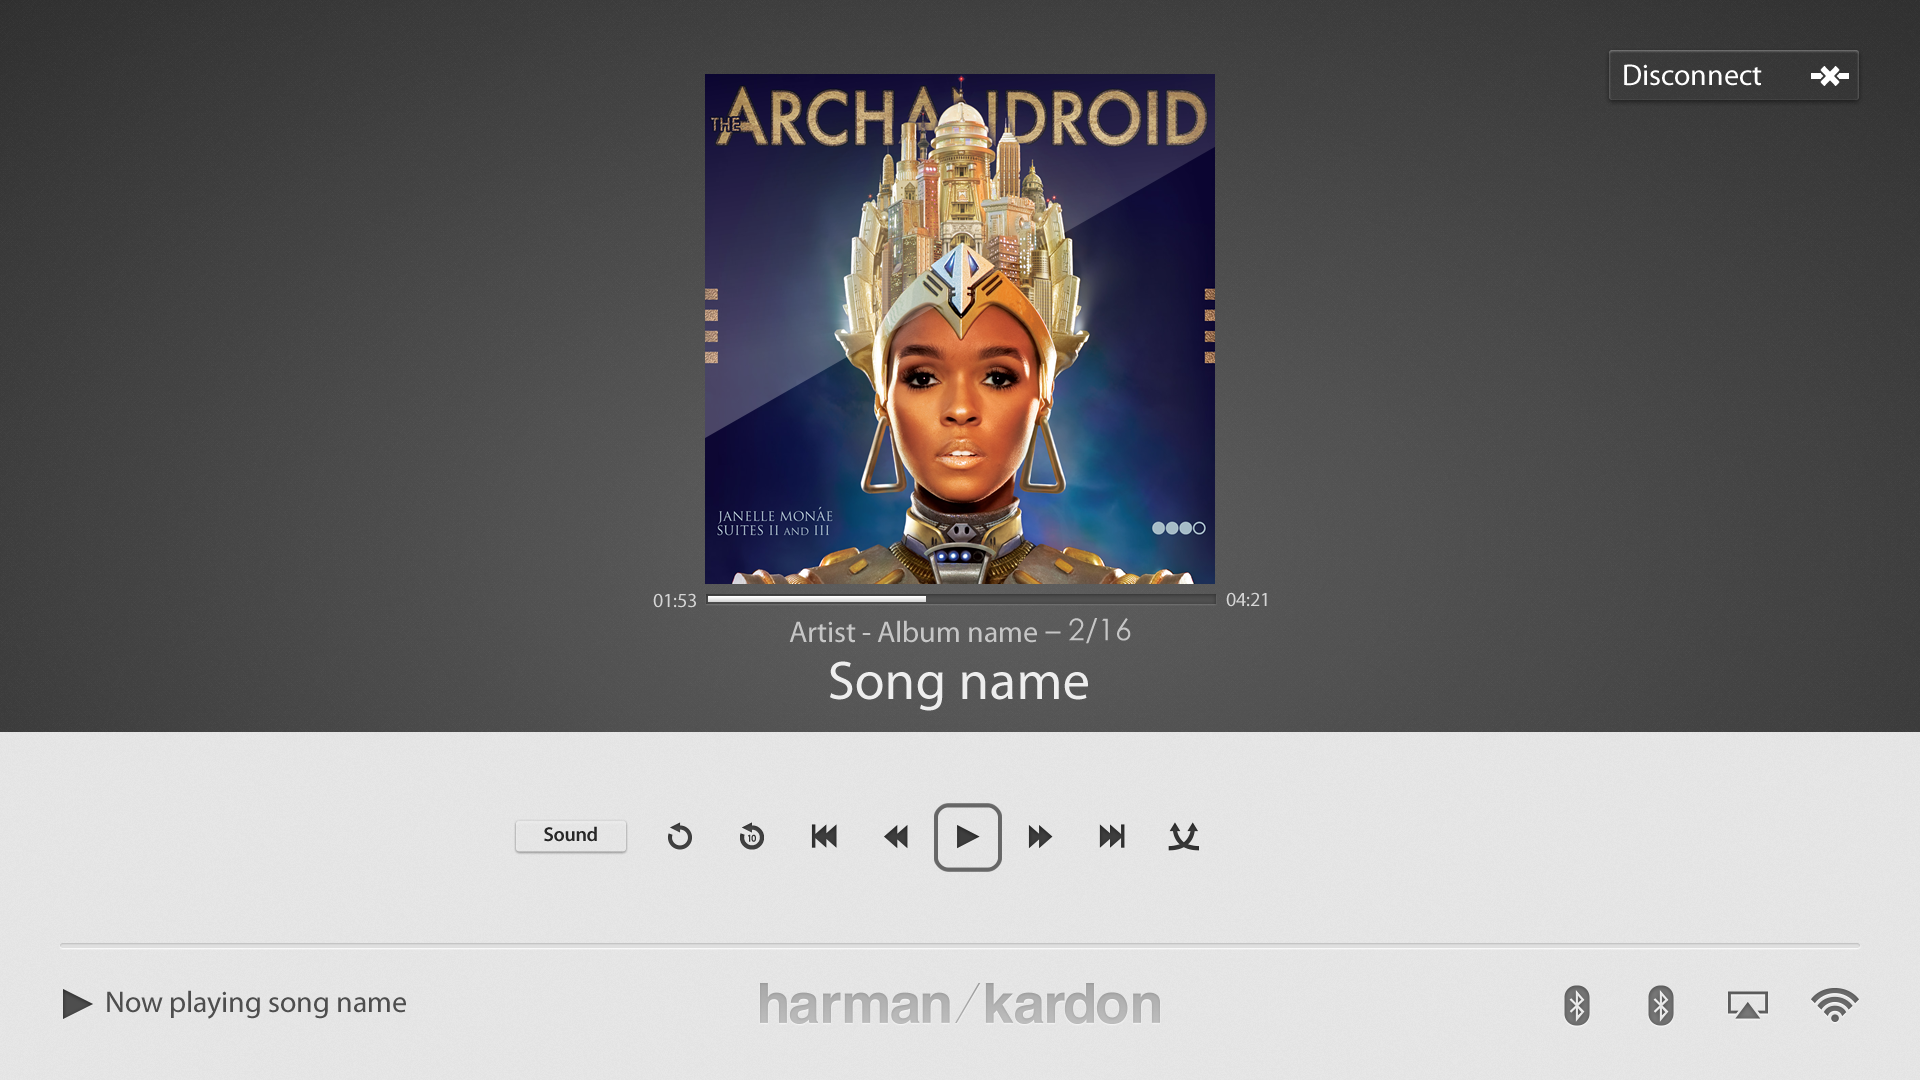 Disconnect
THE ARCHANDROID
JANELLE MONÁE
SUITES II AND III
01:53
04:21
Artist - Album name – 2/16
Song name
Sound
10
Now playing song name
harman/kardon